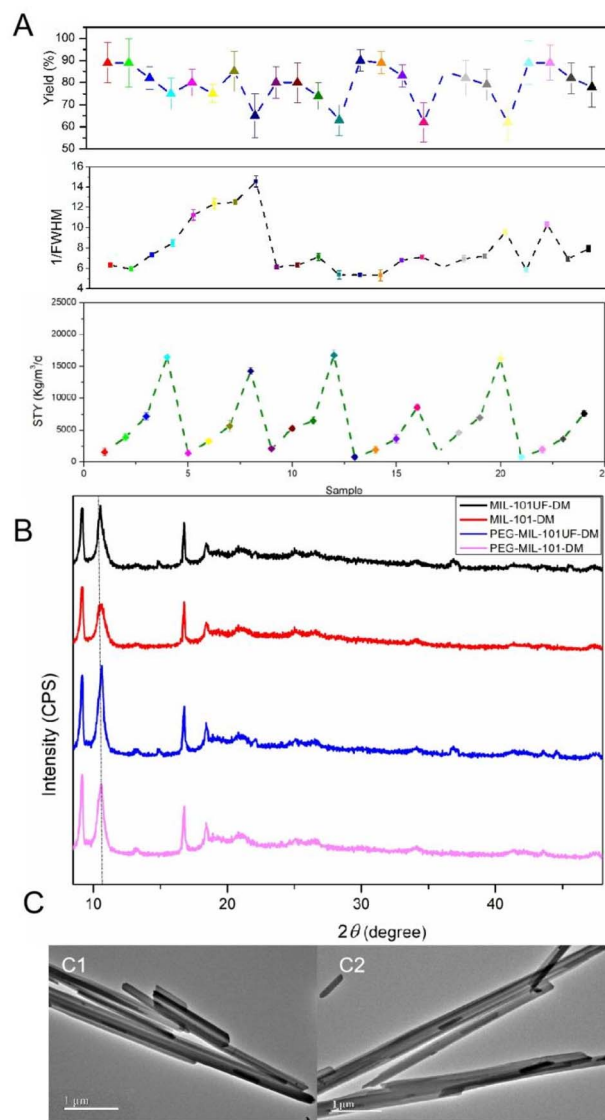 A
Yield (%)
100
90
80
70
60
50
1/FWHM
16
14
12
10
8
6
4
STY (Kg/m³/d)
25000
20000
15000
10000
5000
0
0 5 10 15 20 25
Sample
B
MIL-101UF-DM
MIL-101-DM
PEG-MIL-101UF-DM
PEG-MIL-101-DM
Intensity (CPS)
10 20 30 40
2θ (degree)
C
C1
C2
1 μm
1 μm